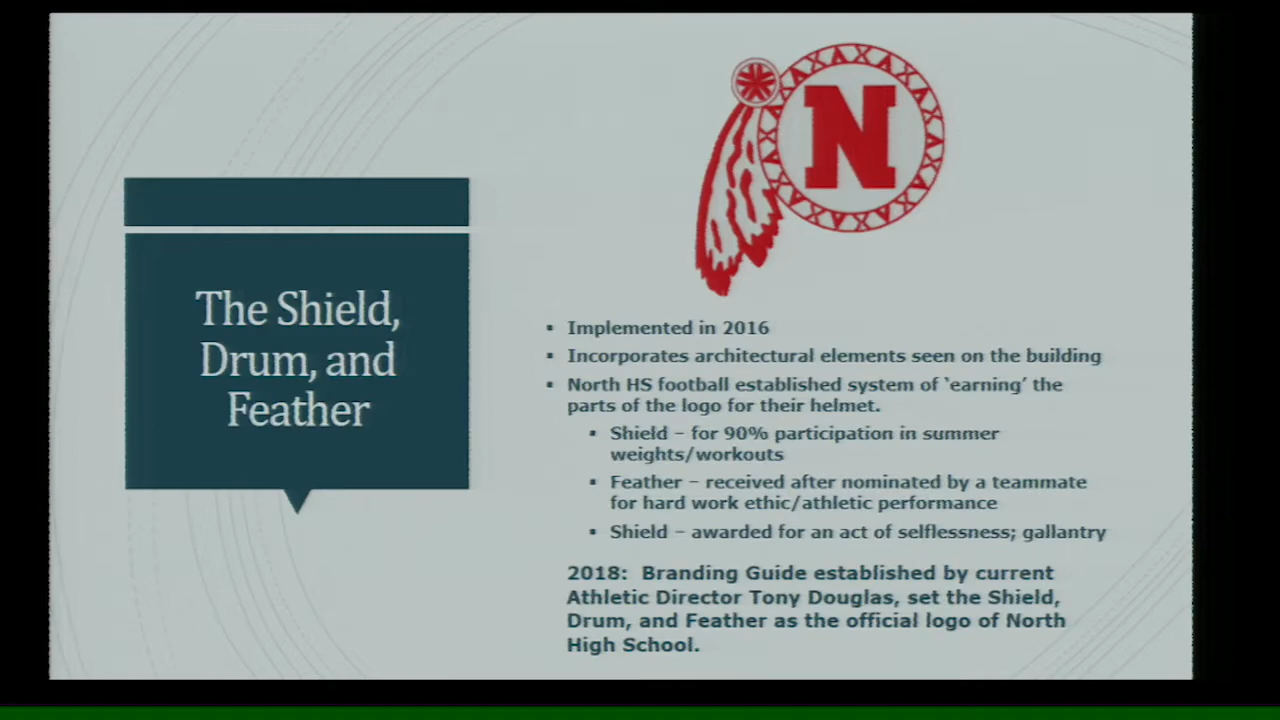 N
The Shield,
Drum, and
Feather
▪ Implemented in 2016
▪ Incorporates architectural elements seen on the building
▪ North HS football established system of ‘earning’ the
parts of the logo for their helmet.
▪ Shield – for 90% participation in summer
weights/workouts
▪ Feather – received after nominated by a teammate
for hard work ethic/athletic performance
▪ Shield – awarded for an act of selflessness; gallantry
2018: Branding Guide established by current
Athletic Director Tony Douglas, set the Shield,
Drum, and Feather as the official logo of North
High School.